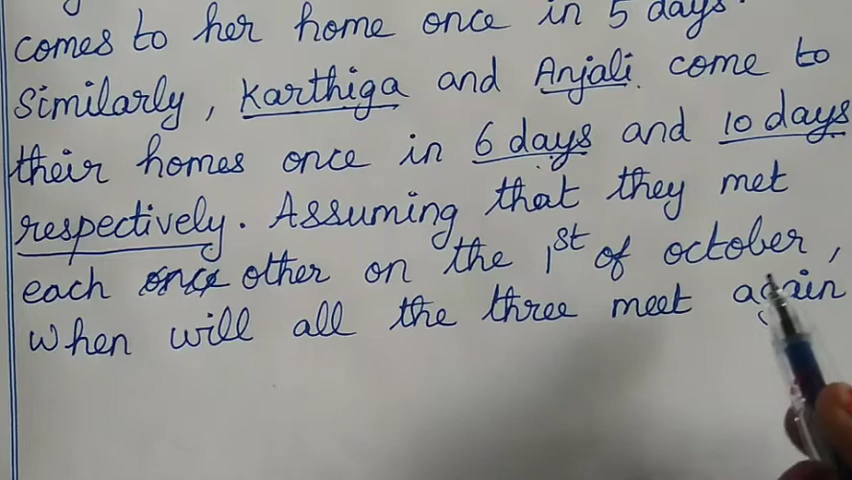 comes to her home once in 5 days.
Similarly, Karthiga and Anjali come to
their homes once in 6 days and 10 days
respectively. Assuming that they met
each once other on the 1st of october,
When will all the three meet again